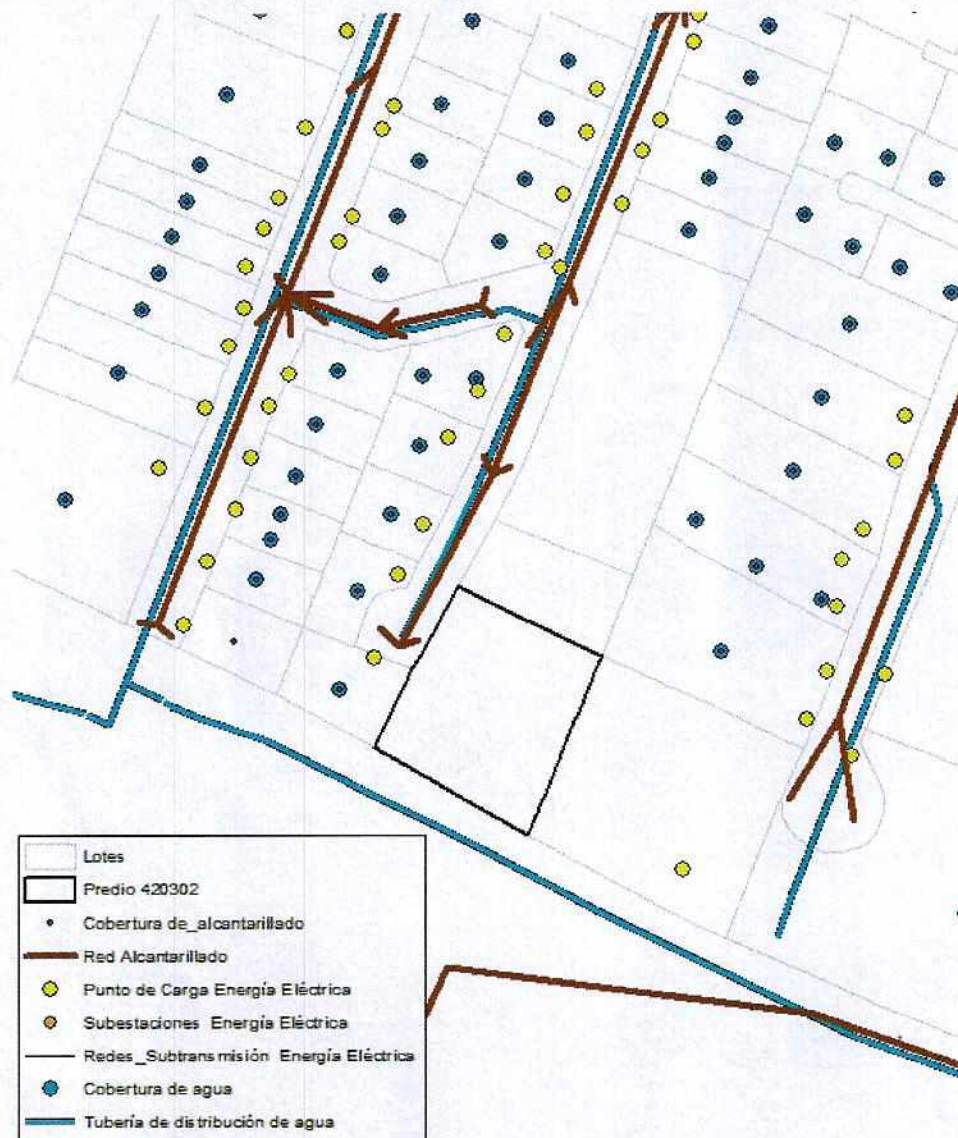 Lotes
Predio 420302
Cobertura de_alcantarillado
Red Alcantarillado
Punto de Carga Energía Eléctrica
Subestaciones Energía Eléctrica
Redes_Subtransmisión Energía Eléctrica
Cobertura de agua
Tubería de distribución de agua